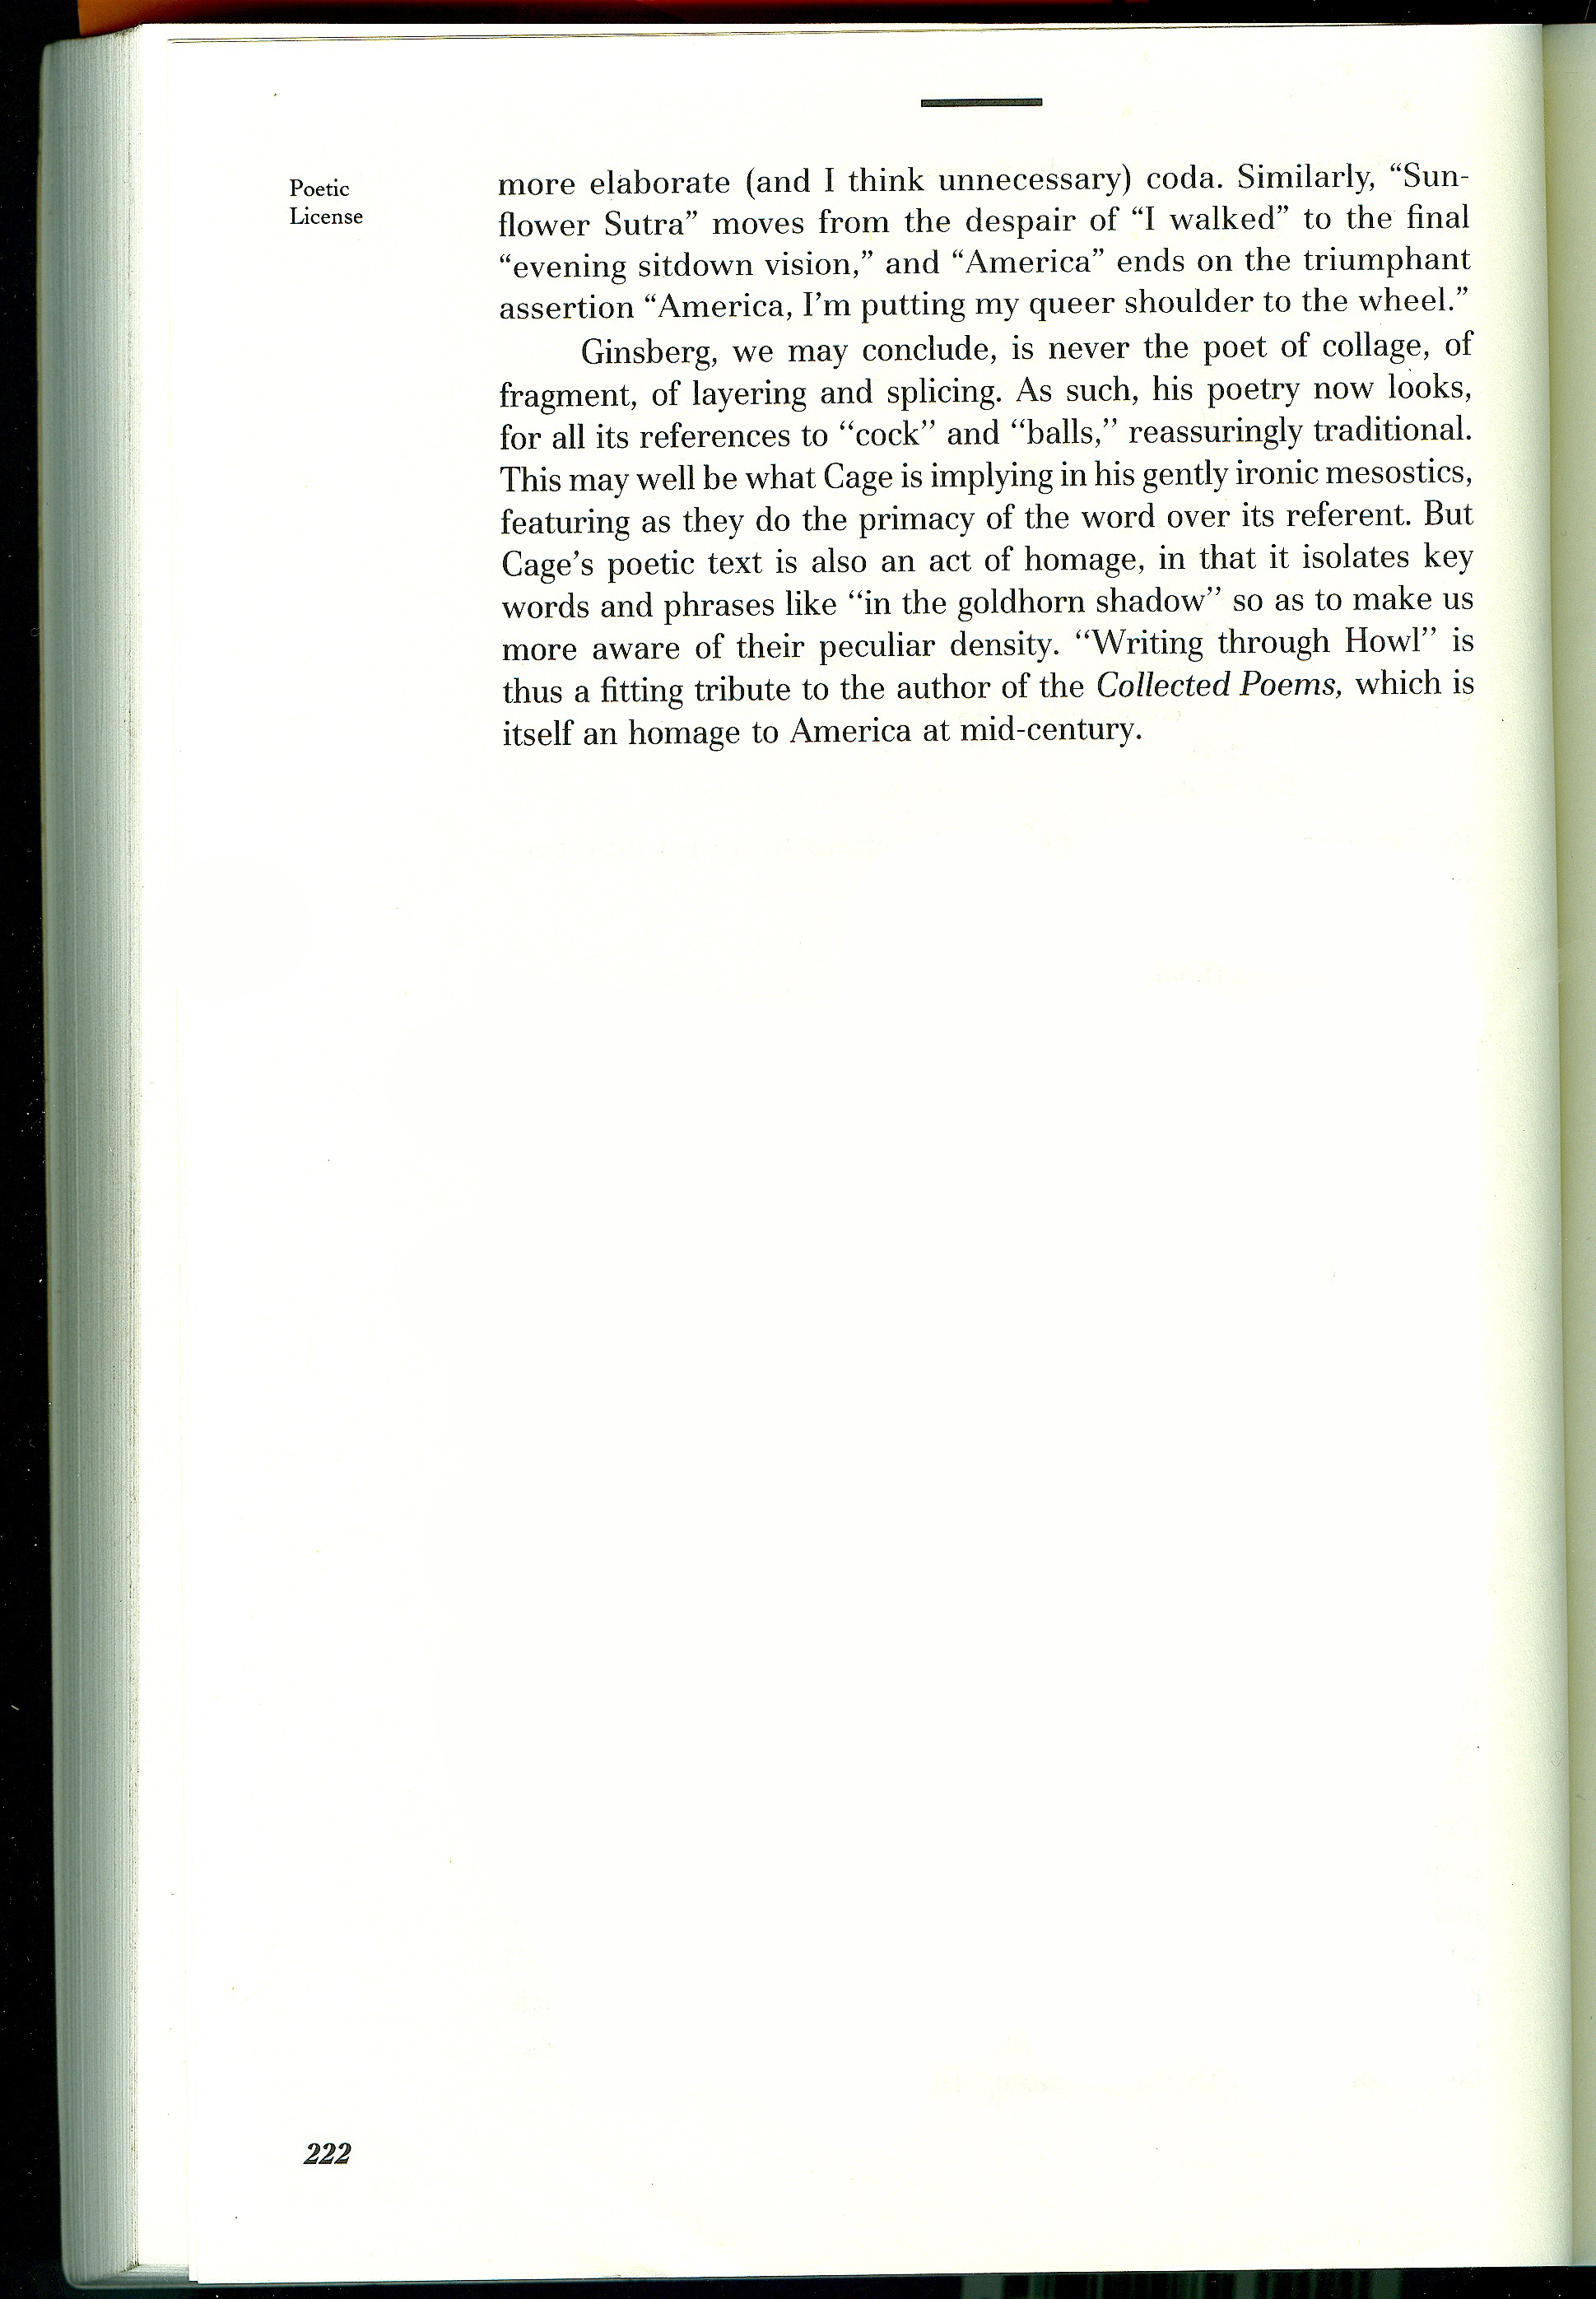 Poetic
License
more elaborate (and I think unnecessary) coda. Similarly, “Sun-
flower Sutra” moves from the despair of “I walked” to the final
“evening sitdown vision,” and “America” ends on the triumphant
assertion “America, I’m putting my queer shoulder to the wheel.”
Ginsberg, we may conclude, is never the poet of collage, of
fragment, of layering and splicing. As such, his poetry now looks,
for all its references to “cock” and “balls,” reassuringly traditional.
This may well be what Cage is implying in his gently ironic mesostics,
featuring as they do the primacy of the word over its referent. But
Cage’s poetic text is also an act of homage, in that it isolates key
words and phrases like “in the goldhorn shadow” so as to make us
more aware of their peculiar density. “Writing through Howl” is
thus a fitting tribute to the author of the Collected Poems, which is
itself an homage to America at mid-century.
222